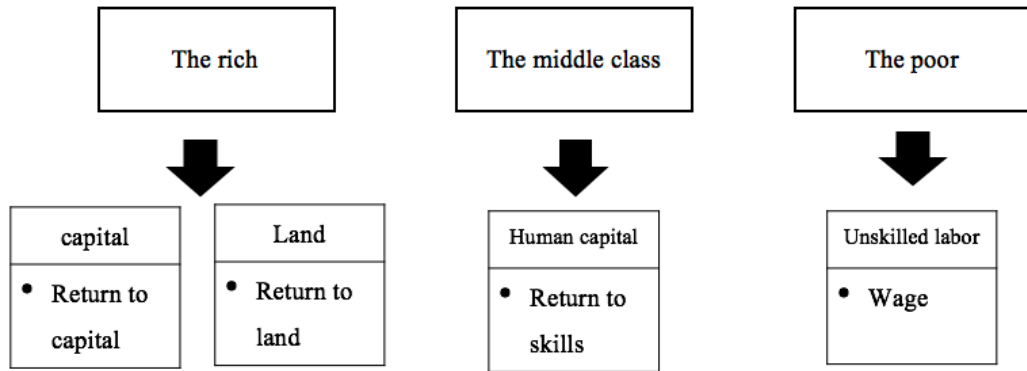 The rich
The middle class
The poor
capital
• Return to
capital
Land
• Return to
land
Human capital
• Return to
skills
Unskilled labor
• Wage